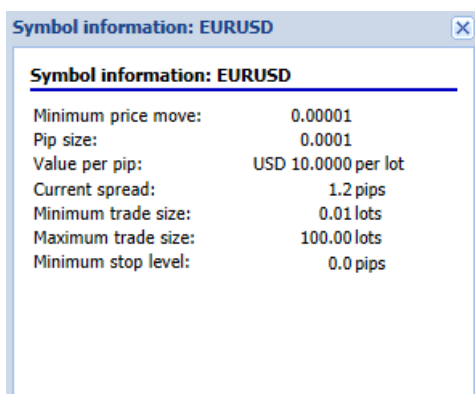 Symbol information: EURUSD
Symbol information: EURUSD
Minimum price move: 0.00001
Pip size: 0.0001
Value per pip: USD 10.0000 per lot
Current spread: 1.2 pips
Minimum trade size: 0.01 lots
Maximum trade size: 100.00 lots
Minimum stop level: 0.0 pips